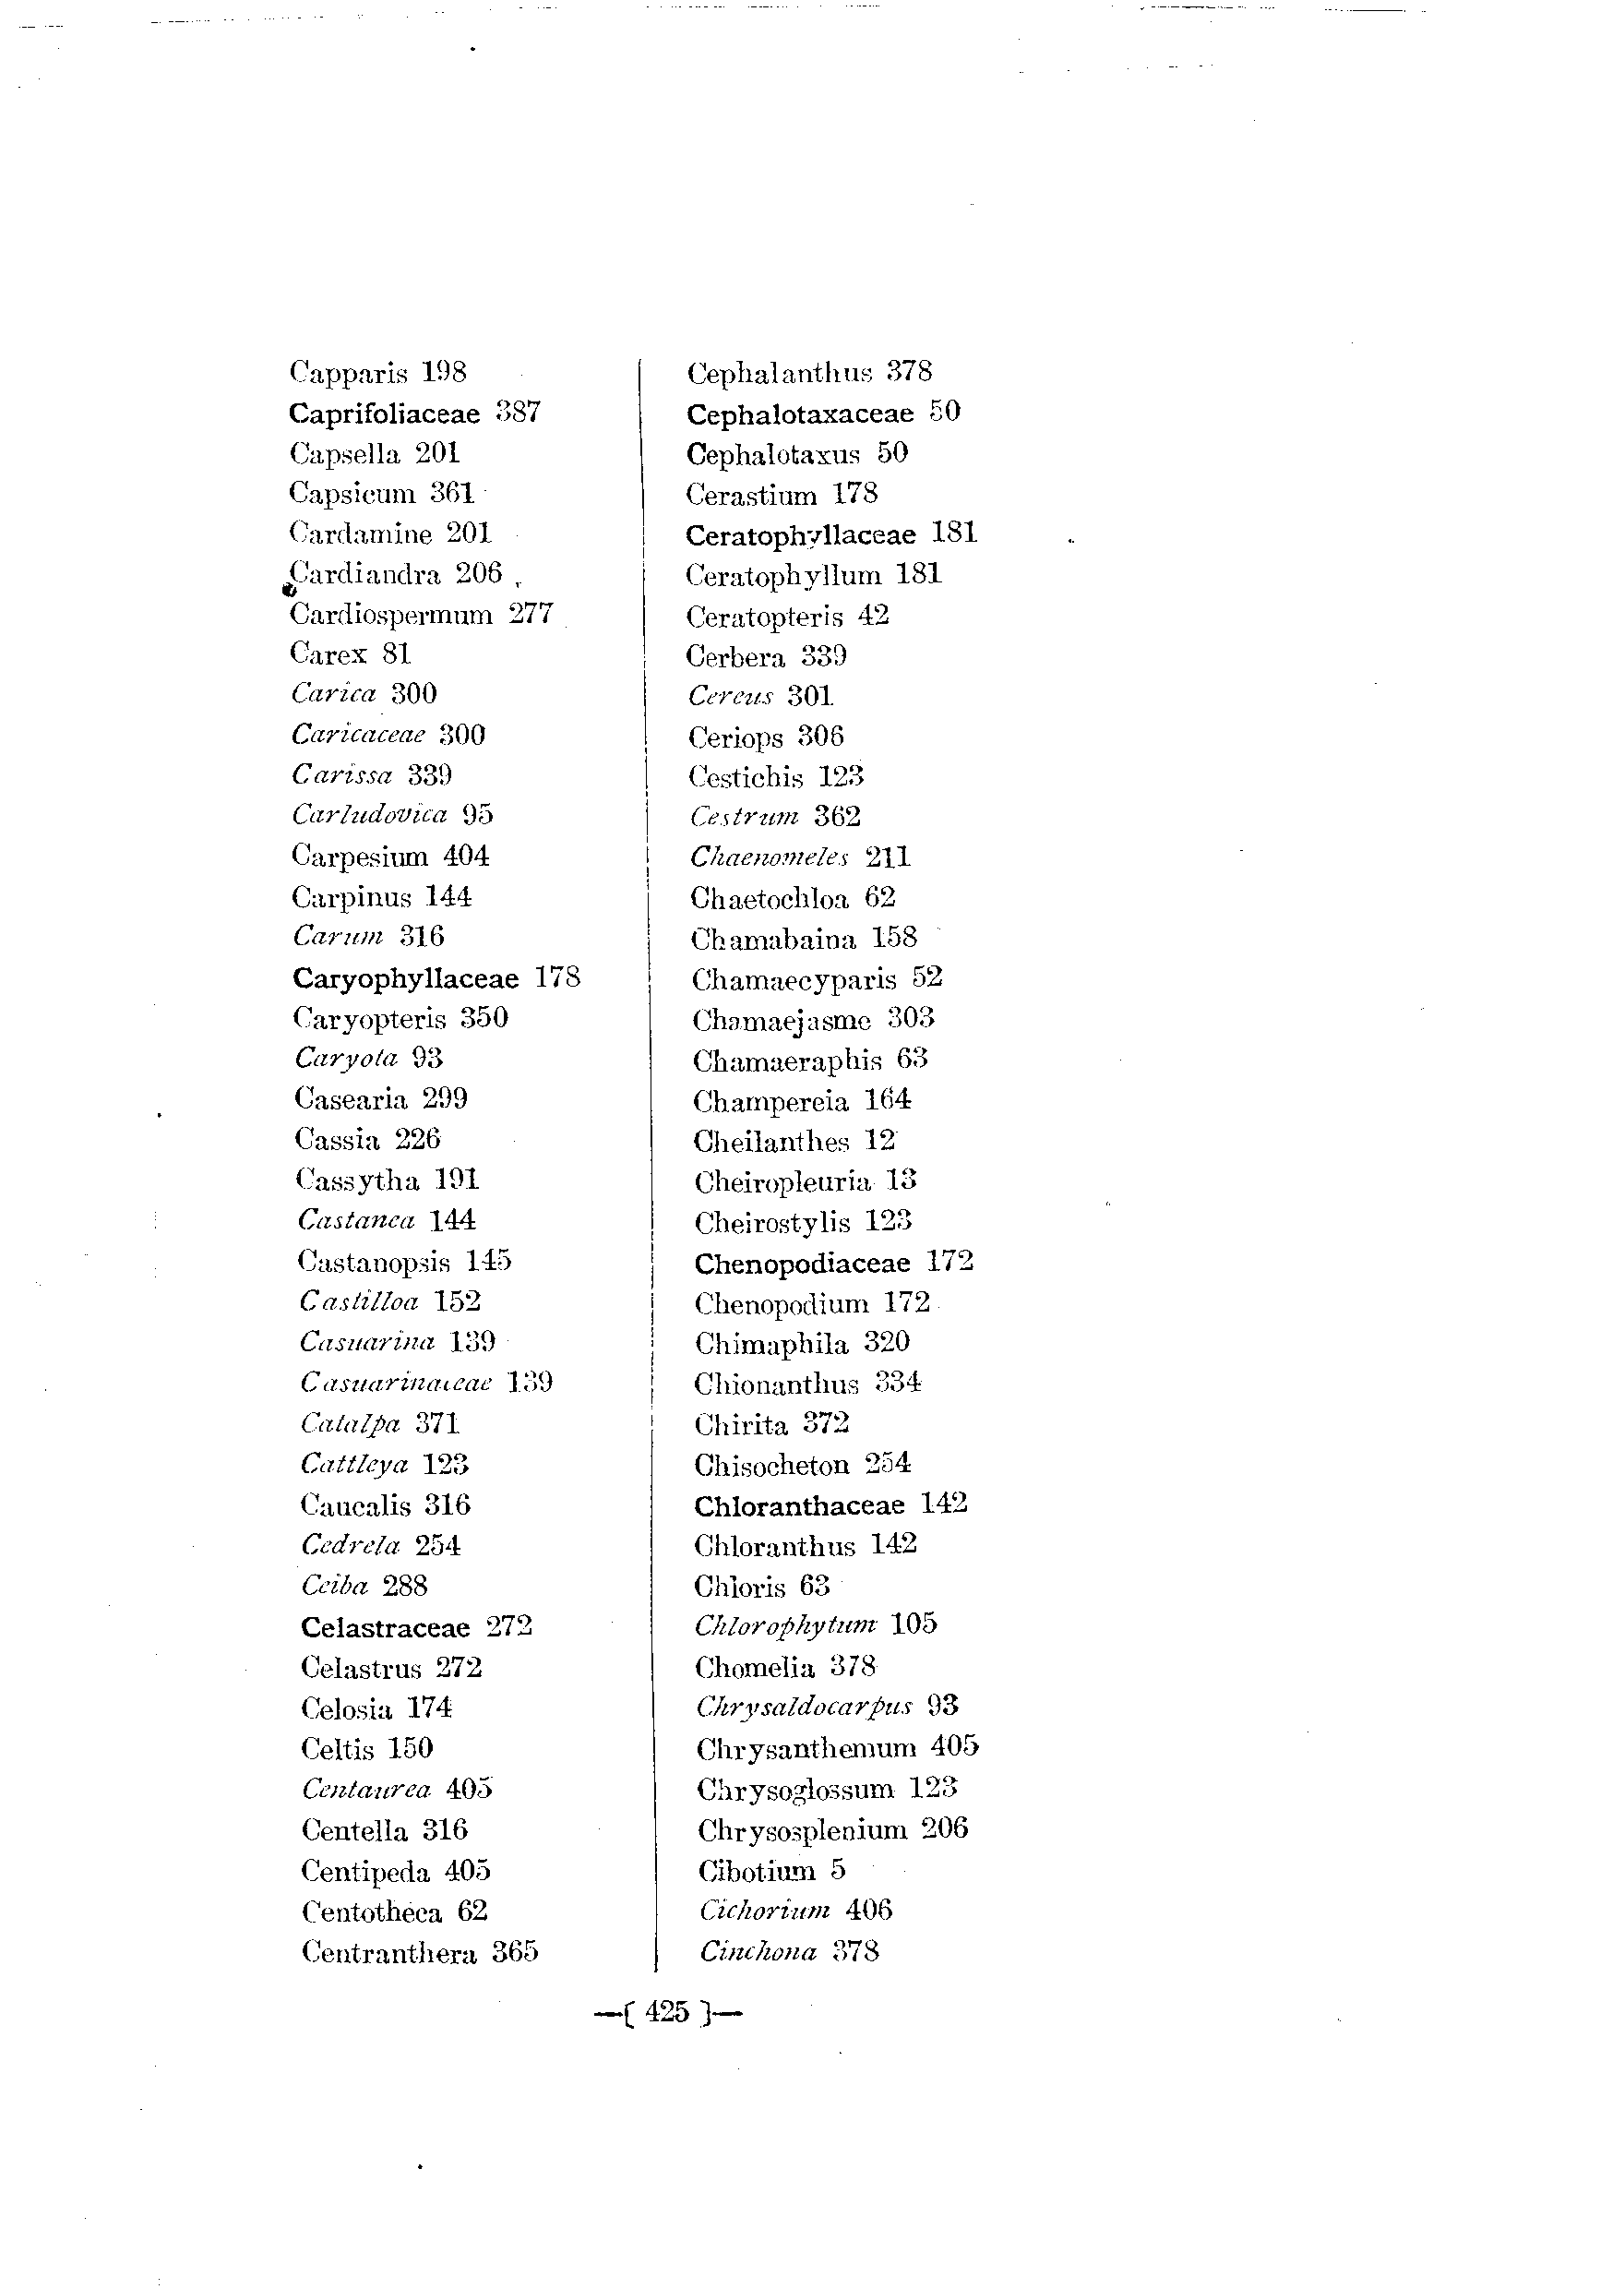 Capparis 198
Caprifoliaceae 387
Capsella 201
Capsicum 361
Cardamine 201
Cardiandra 206
Cardiospermum 277
Carex 81
Carica 300
Caricaceae 300
Carissa 339
Carludovica 95
Carpesium 404
Carpinus 144
Carum 316
Caryophyllaceae 178
Caryopteris 350
Caryota 93
Casearia 299
Cassia 226
Cassytha 191
Castanea 144
Castanopsis 145
Castilloa 152
Casuarina 139
Casuarinaceae 139
Catalpa 371
Cattleya 123
Caucalis 316
Cedrela 254
Ceiba 288
Celastraceae 272
Celastrus 272
Celosia 174
Celtis 150
Centaurea 405
Centella 316
Centipeda 405
Centotheca 62
Centranthera 365
Cephalanthus 378
Cephalotaxaceae 50
Cephalotaxus 50
Cerastium 178
Ceratophyllaceae 181
Ceratophyllum 181
Ceratopteris 42
Cerbera 339
Cereus 301
Ceriops 306
Cestichis 123
Cestrum 362
Chaenomeles 211
Chaetochloa 62
Chamabaina 158
Chamaecyparis 52
Chamaejasme 303
Chamaeraphis 63
Champereia 164
Cheilanthes 12
Cheiropleuria 13
Cheirostylis 123
Chenopodiaceae 172
Chenopodium 172
Chimaphila 320
Chionanthus 334
Chirita 372
Chisocheton 254
Chloranthaceae 142
Chloranthus 142
Chloris 63
Chlorophytum 105
Chomelia 378
Chrysaldocarpus 93
Chrysanthemum 405
Chrysoglossum 123
Chrysosplenium 206
Cibotium 5
Cichorium 406
Cinchona 378
—( 425 )—